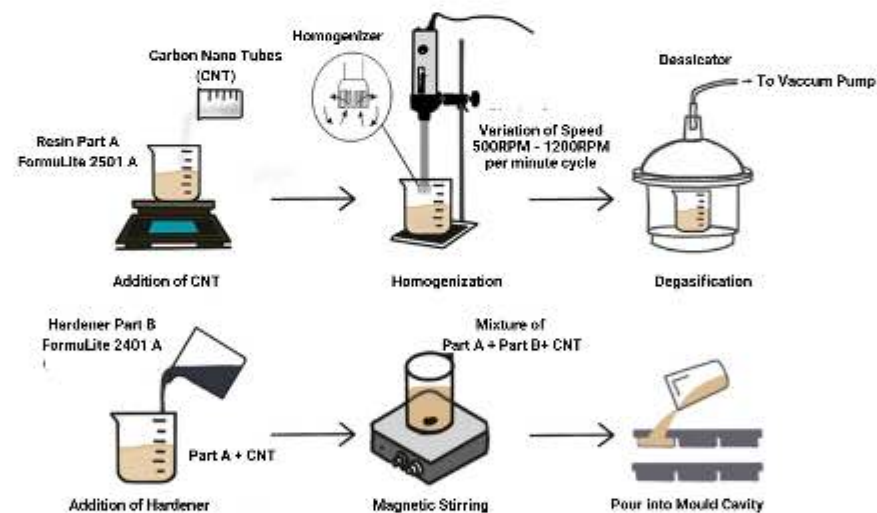 Carbon Nano Tubes
(CNT)
Resin Part A
FormuLite 2501 A
Addition of CNT
Homogenizer
Variation of Speed
500RPM - 1200RPM
per minute cycle
Homogenization
Dessicator
To Vaccum Pump
Degasification
Hardener Part B
FormuLite 2401 A
(
Part A + CNT
Addition of Hardener
Mixture of
Part A + Part B+ CNT
Magnetic Stirring
Pour into Mould Cavity